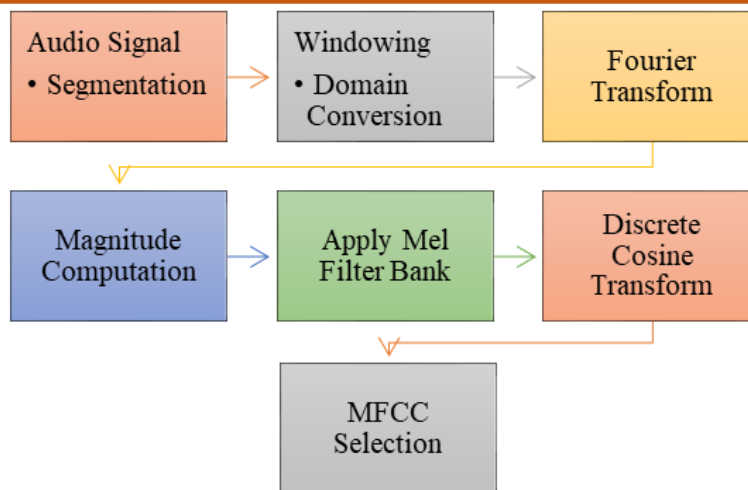 Audio Signal
• Segmentation
Windowing
• Domain
Conversion
Fourier
Transform
Magnitude
Computation
Apply Mel
Filter Bank
Discrete
Cosine
Transform
MFCC
Selection